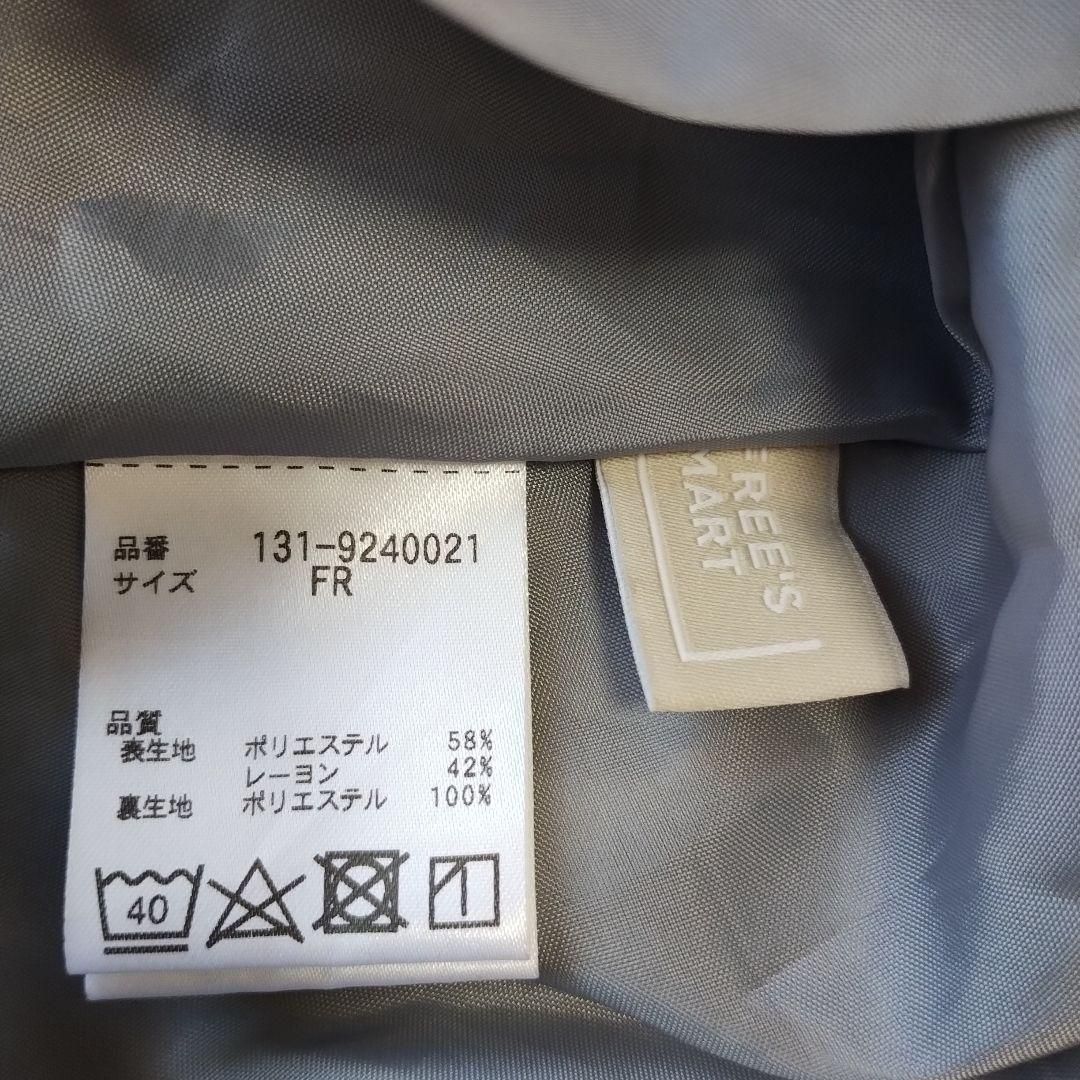 品番 131-9240021
サイズ FR
品質
表生地 ポリエステル 58%
レーヨン 42%
裏生地 ポリエステル 100%
40
REE'S
MART